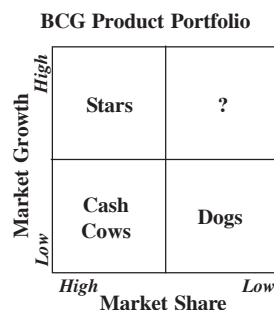 BCG Product Portfolio
High
Stars
?
Market Growth
Cash
Cows
Dogs
Low
High
Low
Market Share